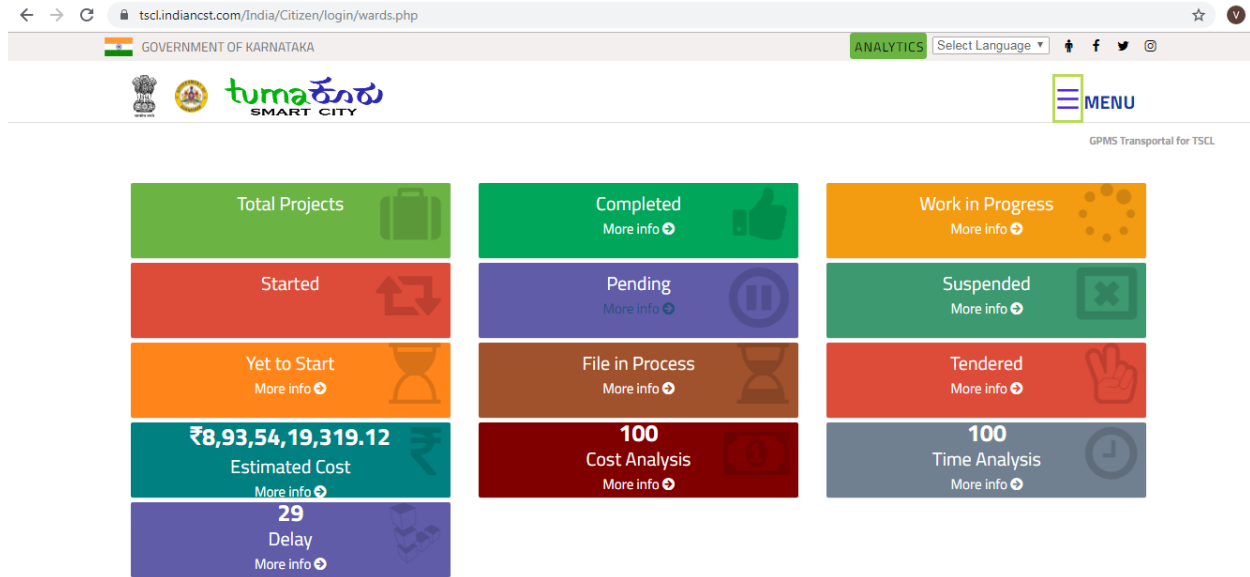 tscl.indiancst.com/India/Citizen/login/wards.php
V
GOVERNMENT OF KARNATAKA
ANALYTICS
Select Language
tumaಕೂರು
SMART CITY
MENU
GPMS Transportal for TSCL
Total Projects
Completed
More info
Work in Progress
More info
Started
Pending
More info
Suspended
More info
Yet to Start
More info
File in Process
More info
Tendered
More info
₹8,93,54,19,319.12
Estimated Cost
More info
100
Cost Analysis
More info
100
Time Analysis
More info
29
Delay
More info